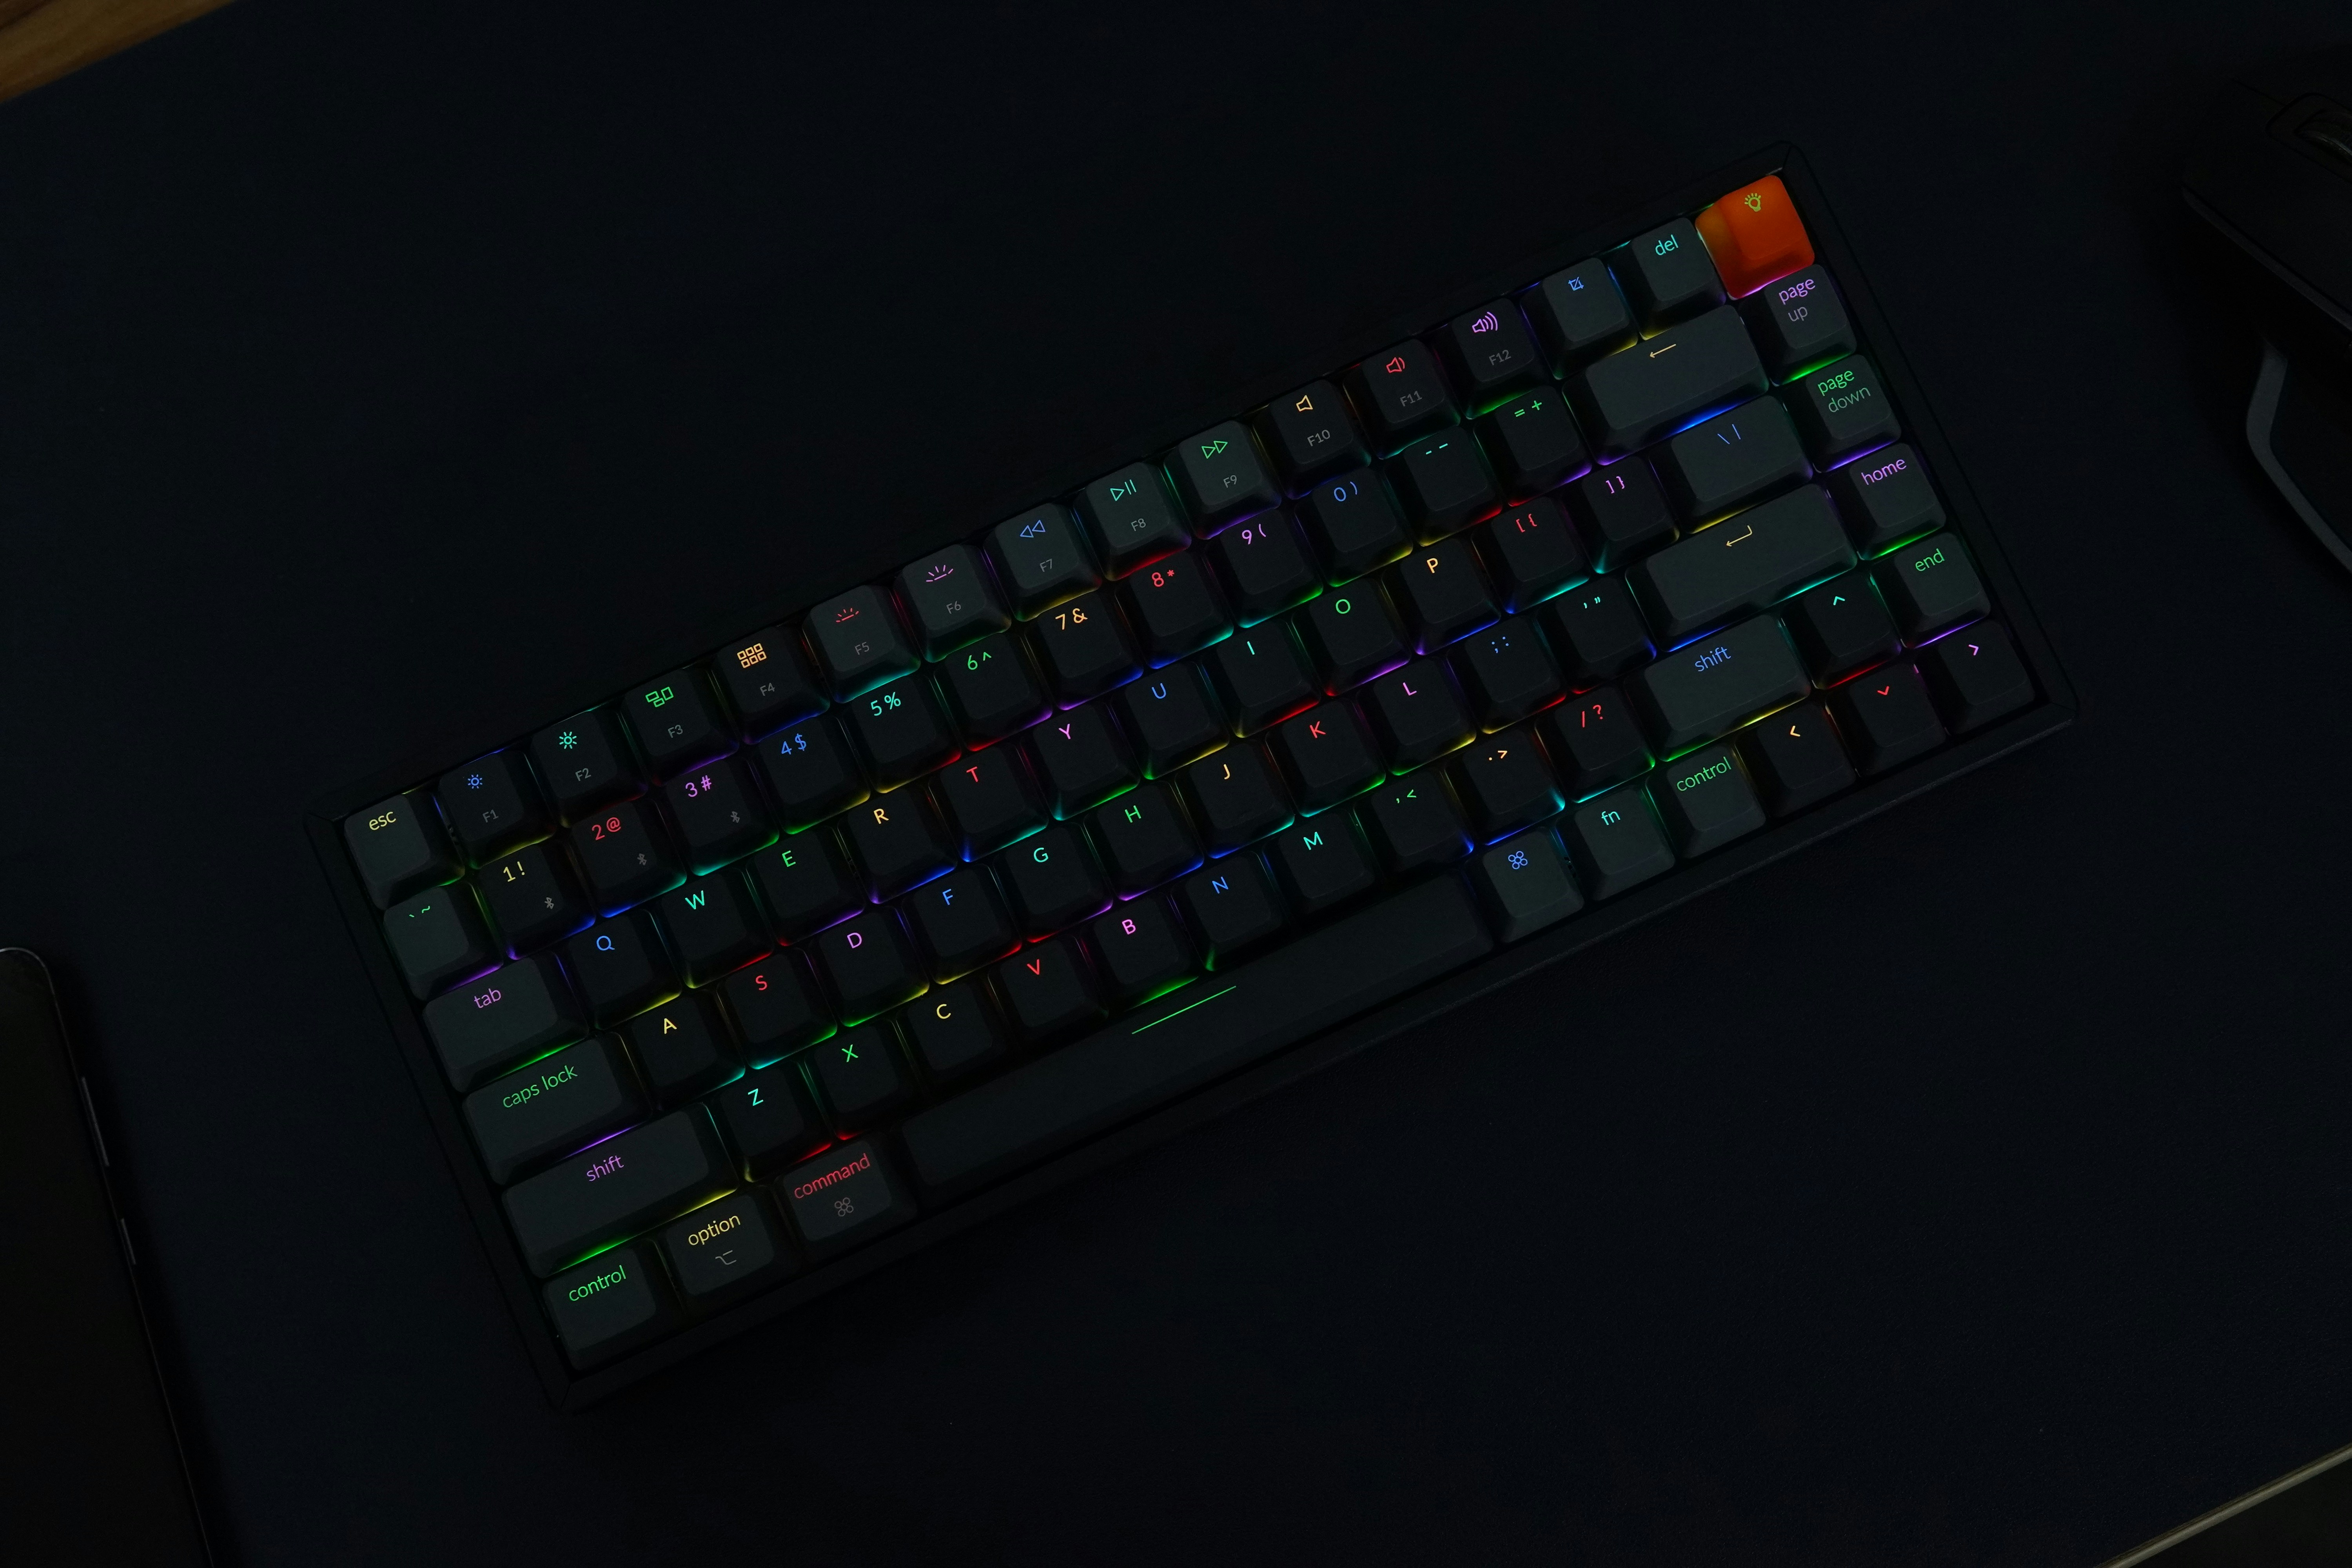 esc F1 F2 F3 F4 F5 F6 F7 F8 F9 F10 F11 F12 del
` ~ 1 ! 2 @ 3 # 4 $ 5 % 6 ^ 7 & 8 * 9 ( 0 ) - - = + ← page up
tab Q W E R T Y U I O P [ { ] } \ | page down
caps lock A S D F G H J K L ; : ' " home
shift Z X C V B N M , < . > / ? shift ^ end
control option ⌥ command fn control < ⌄ >